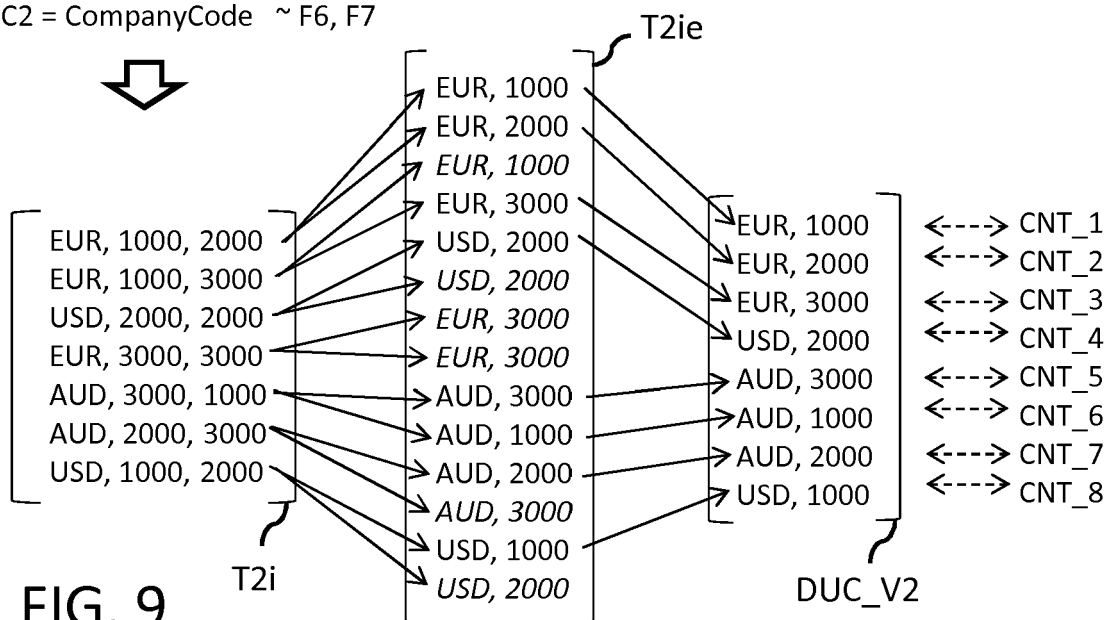 C2 = CompanyCode ~ F6, F7
T2ie
EUR, 1000
EUR, 2000
EUR, 1000
EUR, 3000
USD, 2000
USD, 2000
EUR, 3000
EUR, 3000
AUD, 3000
AUD, 1000
AUD, 2000
AUD, 3000
USD, 1000
USD, 2000
EUR, 1000, 2000
EUR, 1000, 3000
USD, 2000, 2000
EUR, 3000, 3000
AUD, 3000, 1000
AUD, 2000, 3000
USD, 1000, 2000
T2i
EUR, 1000
EUR, 2000
EUR, 3000
USD, 2000
AUD, 3000
AUD, 1000
AUD, 2000
USD, 1000
DUC_V2
CNT_1
CNT_2
CNT_3
CNT_4
CNT_5
CNT_6
CNT_7
CNT_8
FIG. 9